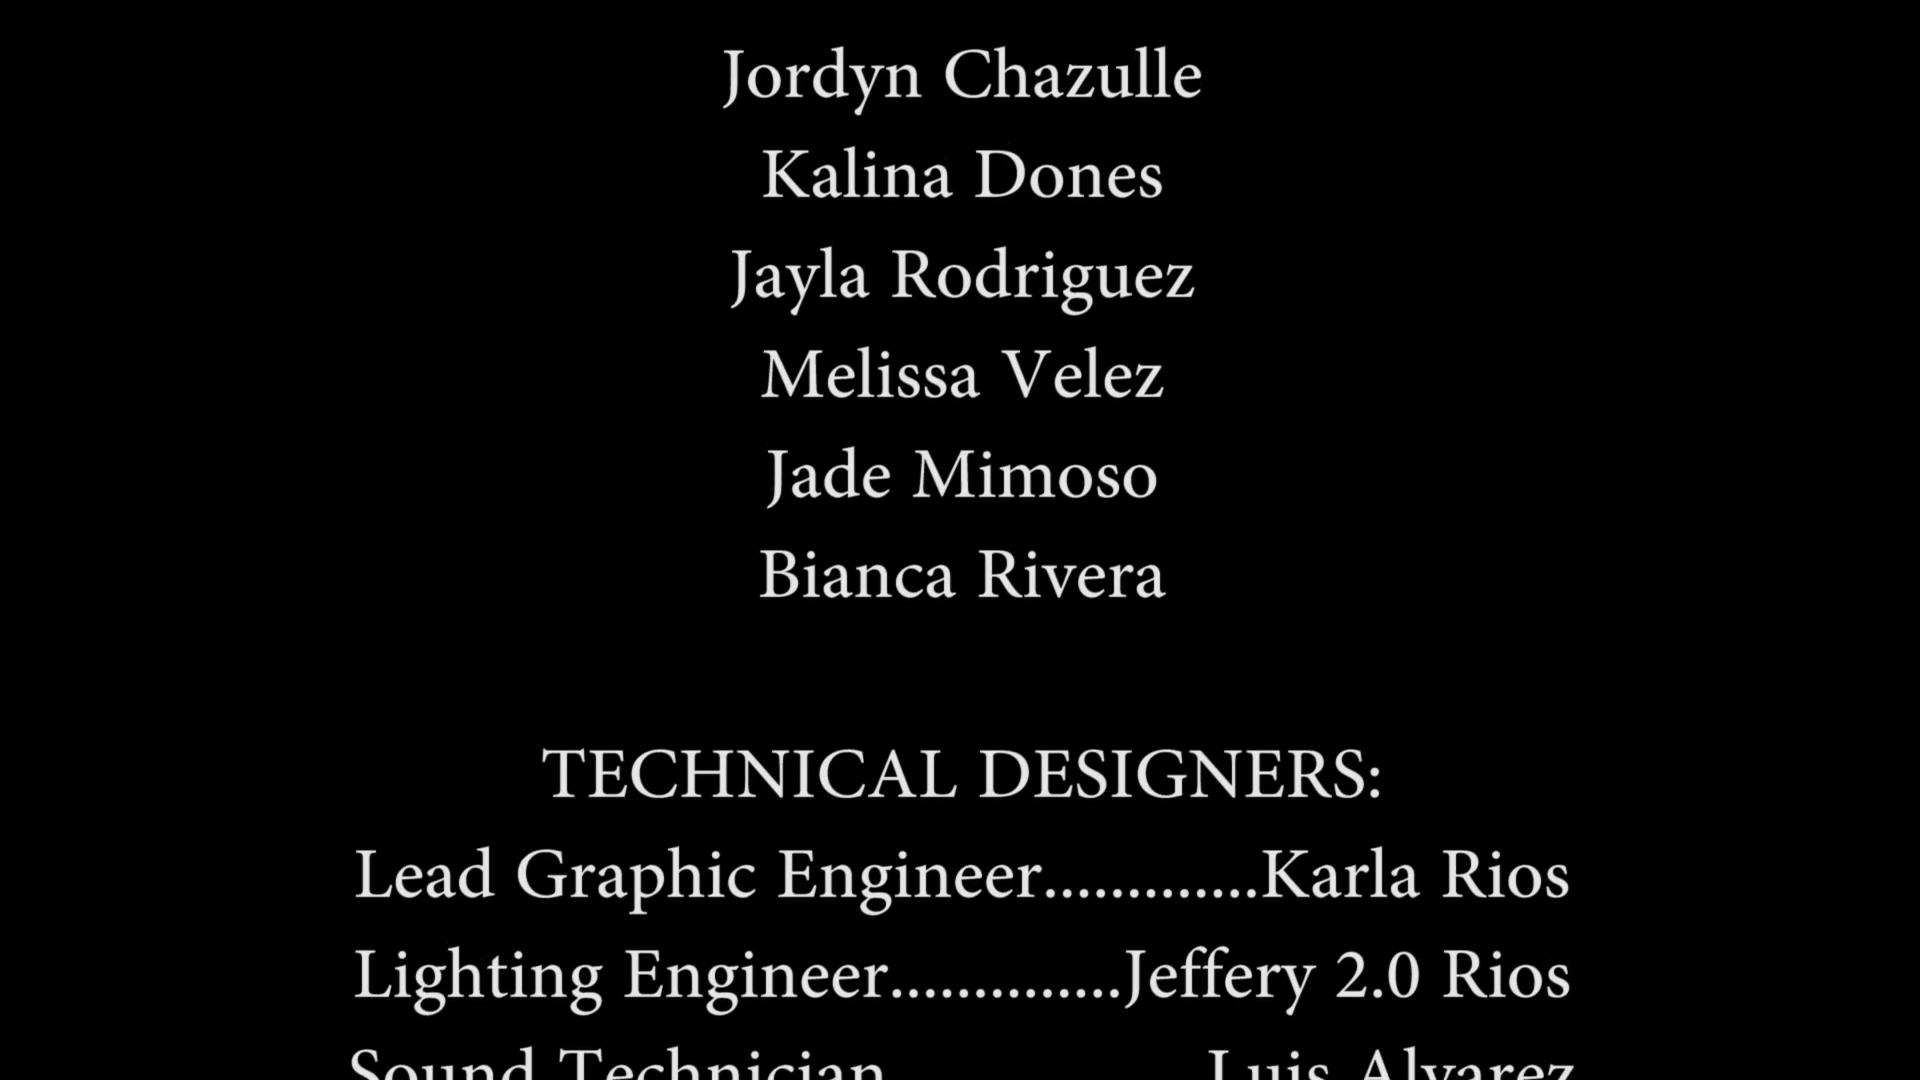 Jordyn Chazulle
Kalina Dones
Jayla Rodriguez
Melissa Velez
Jade Mimoso
Bianca Rivera
TECHNICAL DESIGNERS:
Lead Graphic Engineer.............Karla Rios
Lighting Engineer..............Jeffery 2.0 Rios
Sound Technician Luis Alvarez